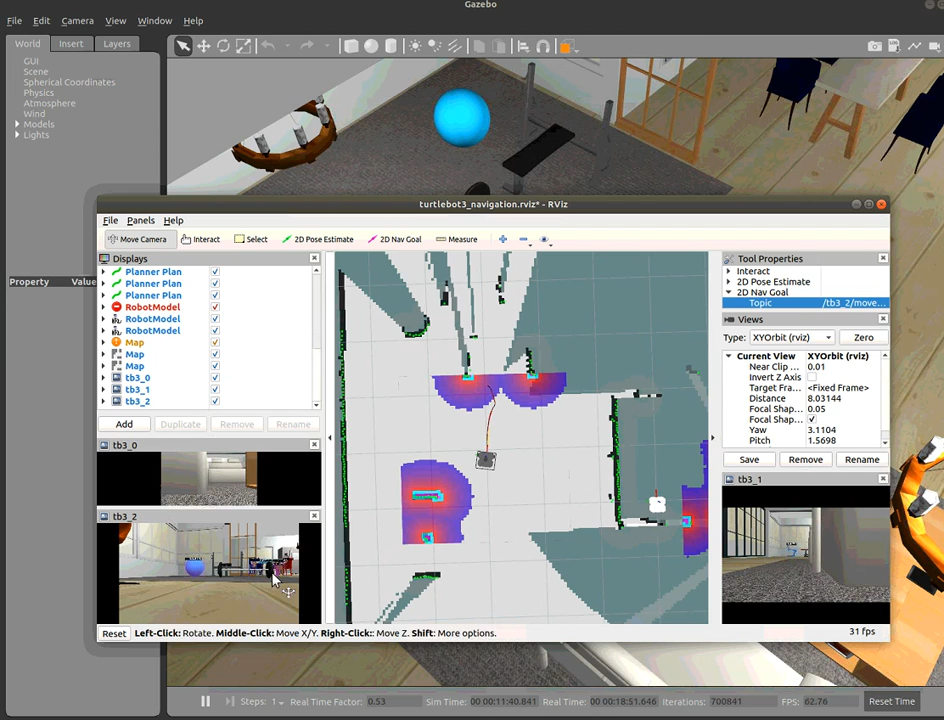 Gazebo
File Edit Camera View Window Help
World Insert Layers
GUI
Scene
Spherical Coordinates
Physics
Atmosphere
Wind
Models
Lights
Property Value
turtlebot3_navigation.rviz* - RViz
File Panels Help
Move Camera Interact Select 2D Pose Estimate 2D Nav Goal Measure
Displays
Planner Plan
Planner Plan
Planner Plan
RobotModel
RobotModel
RobotModel
Map
Map
Map
tb3_0
tb3_1
tb3_2
Add Duplicate Remove Rename
tb3_0
tb3_2
Tool Properties
Interact
2D Pose Estimate
2D Nav Goal
Topic /tb3_2/move...
Views
Type: XYOrbit (rviz) Zero
Current View XYOrbit (rviz)
Near Clip ... 0.01
Invert Z Axis
Target Fra... <Fixed Frame>
Distance 8.03144
Focal Shap... 0.05
Focal Shap...
Yaw 3.1104
Pitch 1.5698
Save Remove Rename
tb3_1
Reset Left-Click: Rotate. Middle-Click: Move X/Y. Right-Click:: Move Z. Shift: More options. 31 fps
Steps: 1 Real Time Factor: 0.53 Sim Time: 00 00:11:40.841 Real Time: 00 00:18:51.646 Iterations: 700841 FPS: 62.76 Reset Time